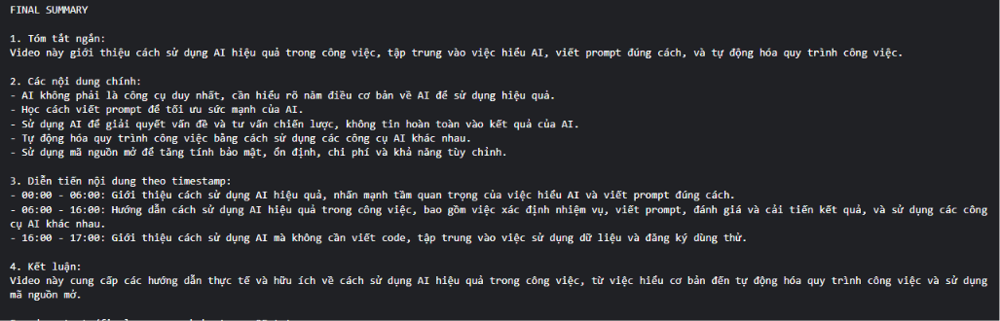 FINAL SUMMARY
1. Tóm tắt ngắn:
Video này giới thiệu cách sử dụng AI hiệu quả trong công việc, tập trung vào việc hiểu AI, viết prompt đúng cách, và tự động hóa quy trình công việc.
2. Các nội dung chính:
- AI không phải là công cụ duy nhất, cần hiểu rõ năm điều cơ bản về AI để sử dụng hiệu quả.
- Học cách viết prompt để tối ưu sức mạnh của AI.
- Sử dụng AI để giải quyết vấn đề và tư vấn chiến lược, không tin hoàn toàn vào kết quả của AI.
- Tự động hóa quy trình công việc bằng cách sử dụng các công cụ AI khác nhau.
- Sử dụng mã nguồn mở để tăng tính bảo mật, ổn định, chi phí và khả năng tùy chỉnh.
3. Diễn tiến nội dung theo timestamp:
- 00:00 - 06:00: Giới thiệu cách sử dụng AI hiệu quả, nhấn mạnh tầm quan trọng của việc hiểu AI và viết prompt đúng cách.
- 06:00 - 16:00: Hướng dẫn cách sử dụng AI hiệu quả trong công việc, bao gồm việc xác định nhiệm vụ, viết prompt, đánh giá và cải tiến kết quả, và sử dụng các công
cụ AI khác nhau.
- 16:00 - 17:00: Giới thiệu cách sử dụng AI mà không cần viết code, tập trung vào việc sử dụng dữ liệu và đăng ký dùng thử.
4. Kết luận:
Video này cung cấp các hướng dẫn thực tế và hữu ích về cách sử dụng AI hiệu quả trong công việc, từ việc hiểu cơ bản đến tự động hóa quy trình công việc và sử dụng
mã nguồn mở.